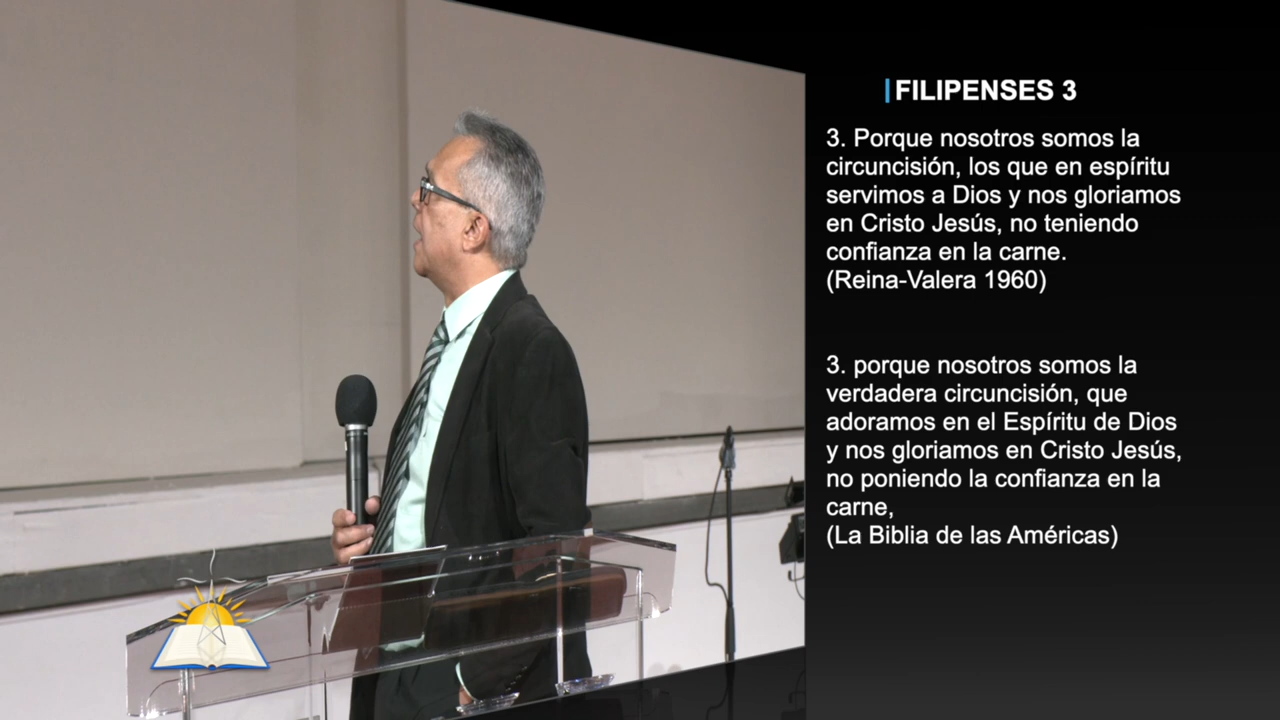 FILIPENSES 3
3. Porque nosotros somos la
circuncisión, los que en espíritu
servimos a Dios y nos gloriamos
en Cristo Jesús, no teniendo
confianza en la carne.
(Reina-Valera 1960)
3. porque nosotros somos la
verdadera circuncisión, que
adoramos en el Espíritu de Dios
y nos gloriamos en Cristo Jesús,
no poniendo la confianza en la
carne,
(La Biblia de las Américas)